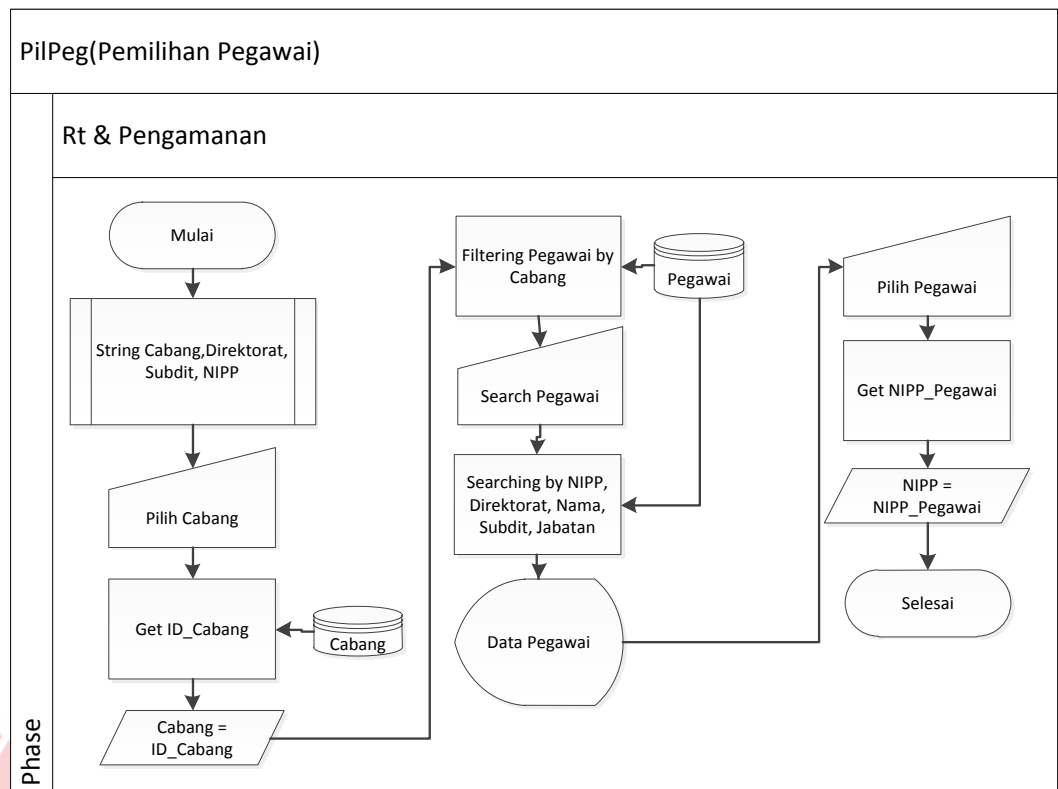 PilPeg(Pemilihan Pegawai)
Rt & Pengamanan
Phase
Mulai
String Cabang,Direktorat,
Subdit, NIPP
Pilih Cabang
Get ID_Cabang
Cabang
Cabang =
ID_Cabang
Filtering Pegawai by
Cabang
Pegawai
Search Pegawai
Searching by NIPP,
Direktorat, Nama,
Subdit, Jabatan
Data Pegawai
Pilih Pegawai
Get NIPP_Pegawai
NIPP =
NIPP_Pegawai
Selesai